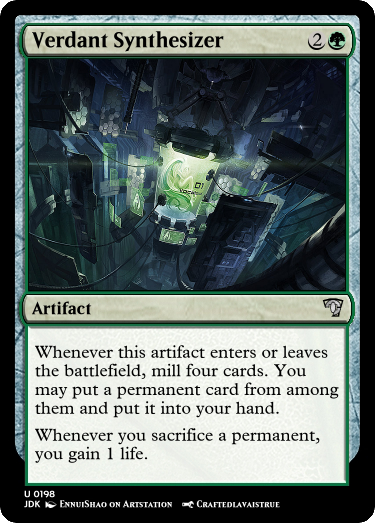 Verdant Synthesizer 2
01
Artifact
Whenever this artifact enters or leaves
the battlefield, mill four cards. You
may put a permanent card from among
them and put it into your hand.
Whenever you sacrifice a permanent,
you gain 1 life.
U 0198
JDK EnnuiShao on Artstation Craftedlavaistrue